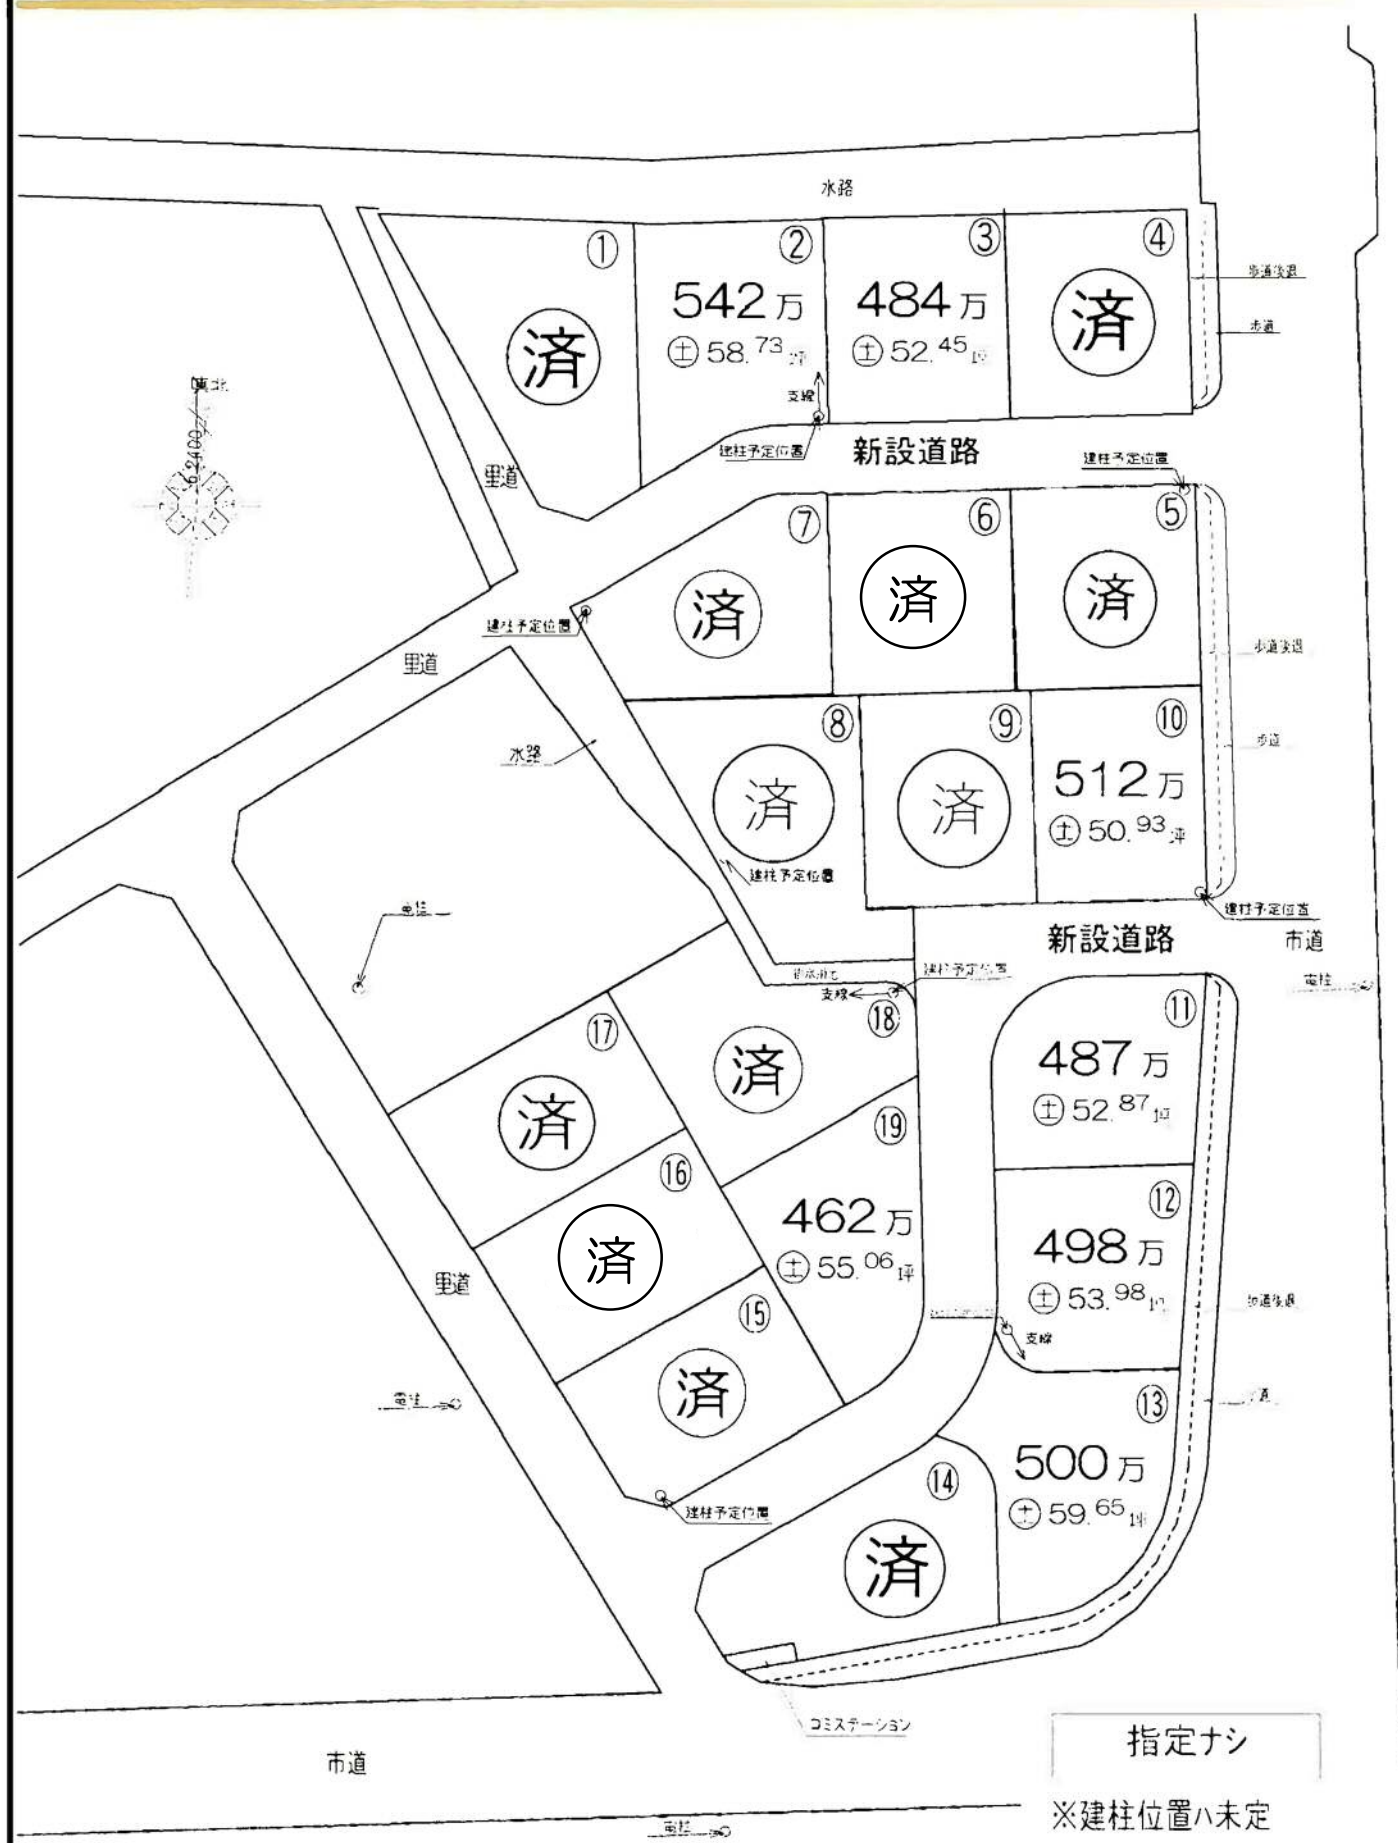 水路
①
②
③
④
542万
484万
済
済
土 58.73坪
土 52.45坪
歩道後退
歩道
支線
真北
建柱予定位置
新設道路
建柱予定位置
里道
⑦
⑥
⑤
済
済
済
建柱予定位置
里道
歩道後退
⑧
⑨
⑩
水路
歩道
済
済
512万
土 50.93坪
建柱予定位置
電柱
建柱予定位置
新設道路
市道
建柱予定位置
電柱
支線
⑱
⑪
⑰
済
487万
済
土 52.87坪
⑲
⑯
⑫
462万
498万
済
土 55.06坪
里道
土 53.98坪
歩道後退
⑮
支線
済
電柱
⑬
500万
⑭
土 59.65坪
建柱予定位置
済
ゴミステーション
指定ナシ
市道
※建柱位置ハ未定
電柱